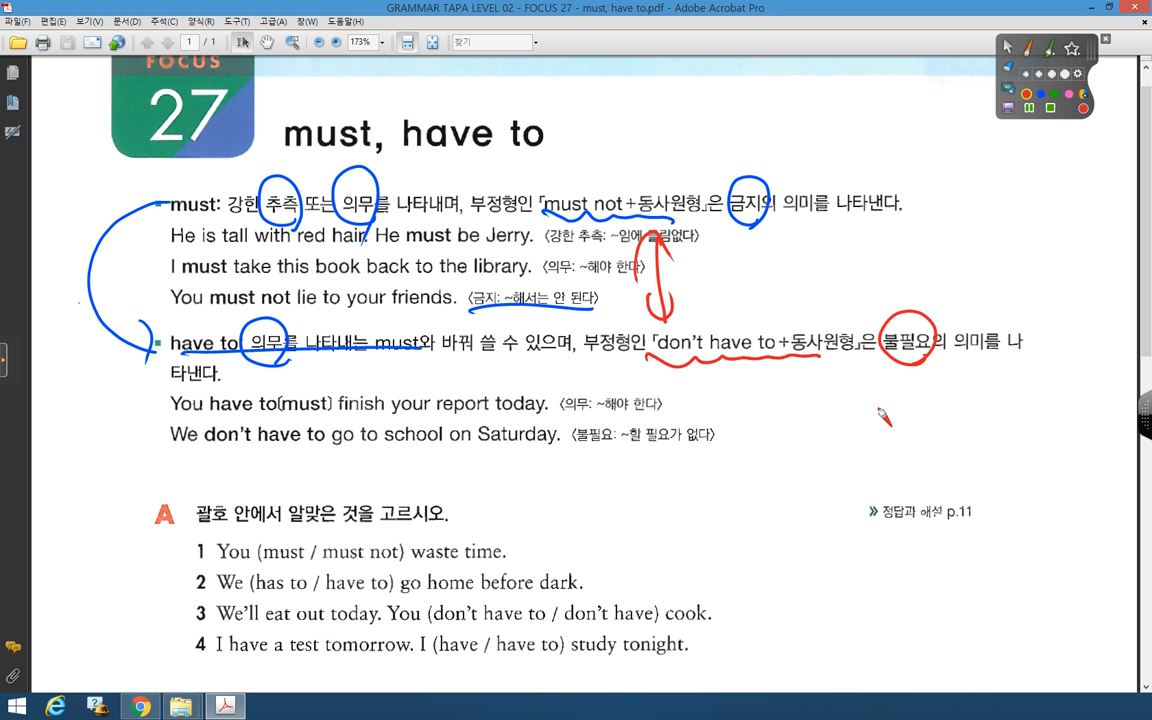 GRAMMAR TAPA LEVEL 02 - FOCUS 27 - must, have to.pdf - Adobe Acrobat Pro
파일(F) 편집(E) 보기(V) 문서(D) 주석(C) 양식(R) 도구(T) 고급(A) 창(W) 도움말(H)
1 / 1 173% 찾기
FOCUS
27
must, have to
must: 강한 추측 또는 의무를 나타내며, 부정형인 「must not+동사원형」은 금지의 의미를 나타낸다.
He is tall with red hair. He must be Jerry. 〈강한 추측: ~임에 틀림없다〉
I must take this book back to the library. 〈의무: ~해야 한다〉
You must not lie to your friends. 〈금지: ~해서는 안 된다〉
have to 의무를 나타내는 must와 바꿔 쓸 수 있으며, 부정형인 「don't have to+동사원형」은 불필요의 의미를 나
타낸다.
You have to(must) finish your report today. 〈의무: ~해야 한다〉
We don't have to go to school on Saturday. 〈불필요: ~할 필요가 없다〉
A 괄호 안에서 알맞은 것을 고르시오. 정답과 해설 p.11
1 You (must / must not) waste time.
2 We (has to / have to) go home before dark.
3 We'll eat out today. You (don't have to / don't have) cook.
4 I have a test tomorrow. I (have / have to) study tonight.